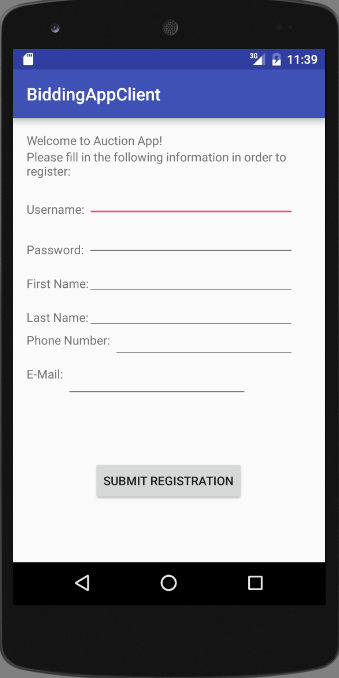 3G 11:39
BiddingAppClient
Welcome to Auction App!
Please fill in the following information in order to
register:
Username:
Password:
First Name:
Last Name:
Phone Number:
E-Mail:
SUBMIT REGISTRATION